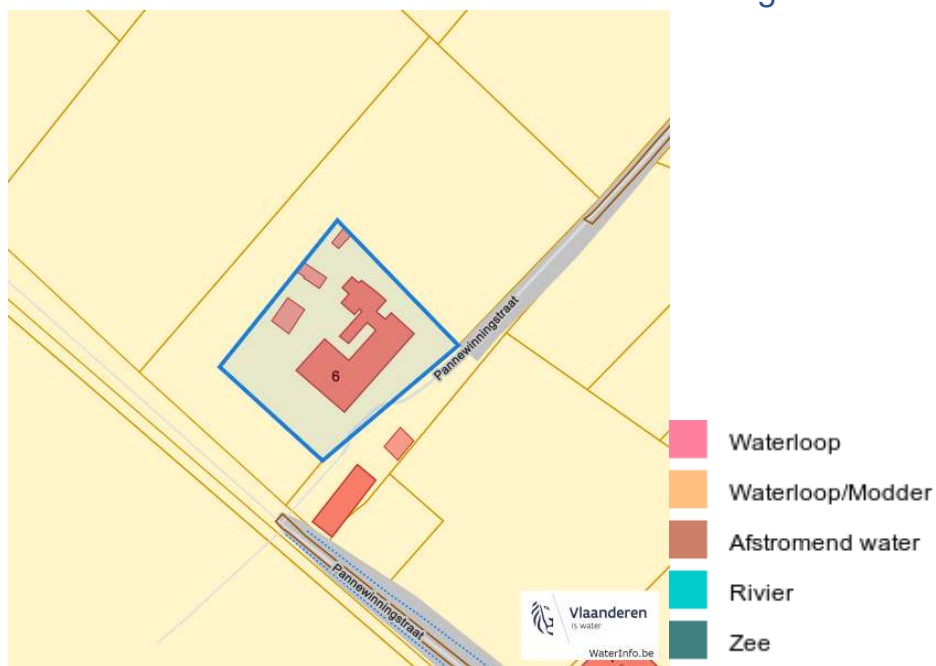 6
Pannewinningstraat
Pannewinningstraat
Vlaanderen
is water
WaterInfo.be
Waterloop
Waterloop/Modder
Afstromend water
Rivier
Zee